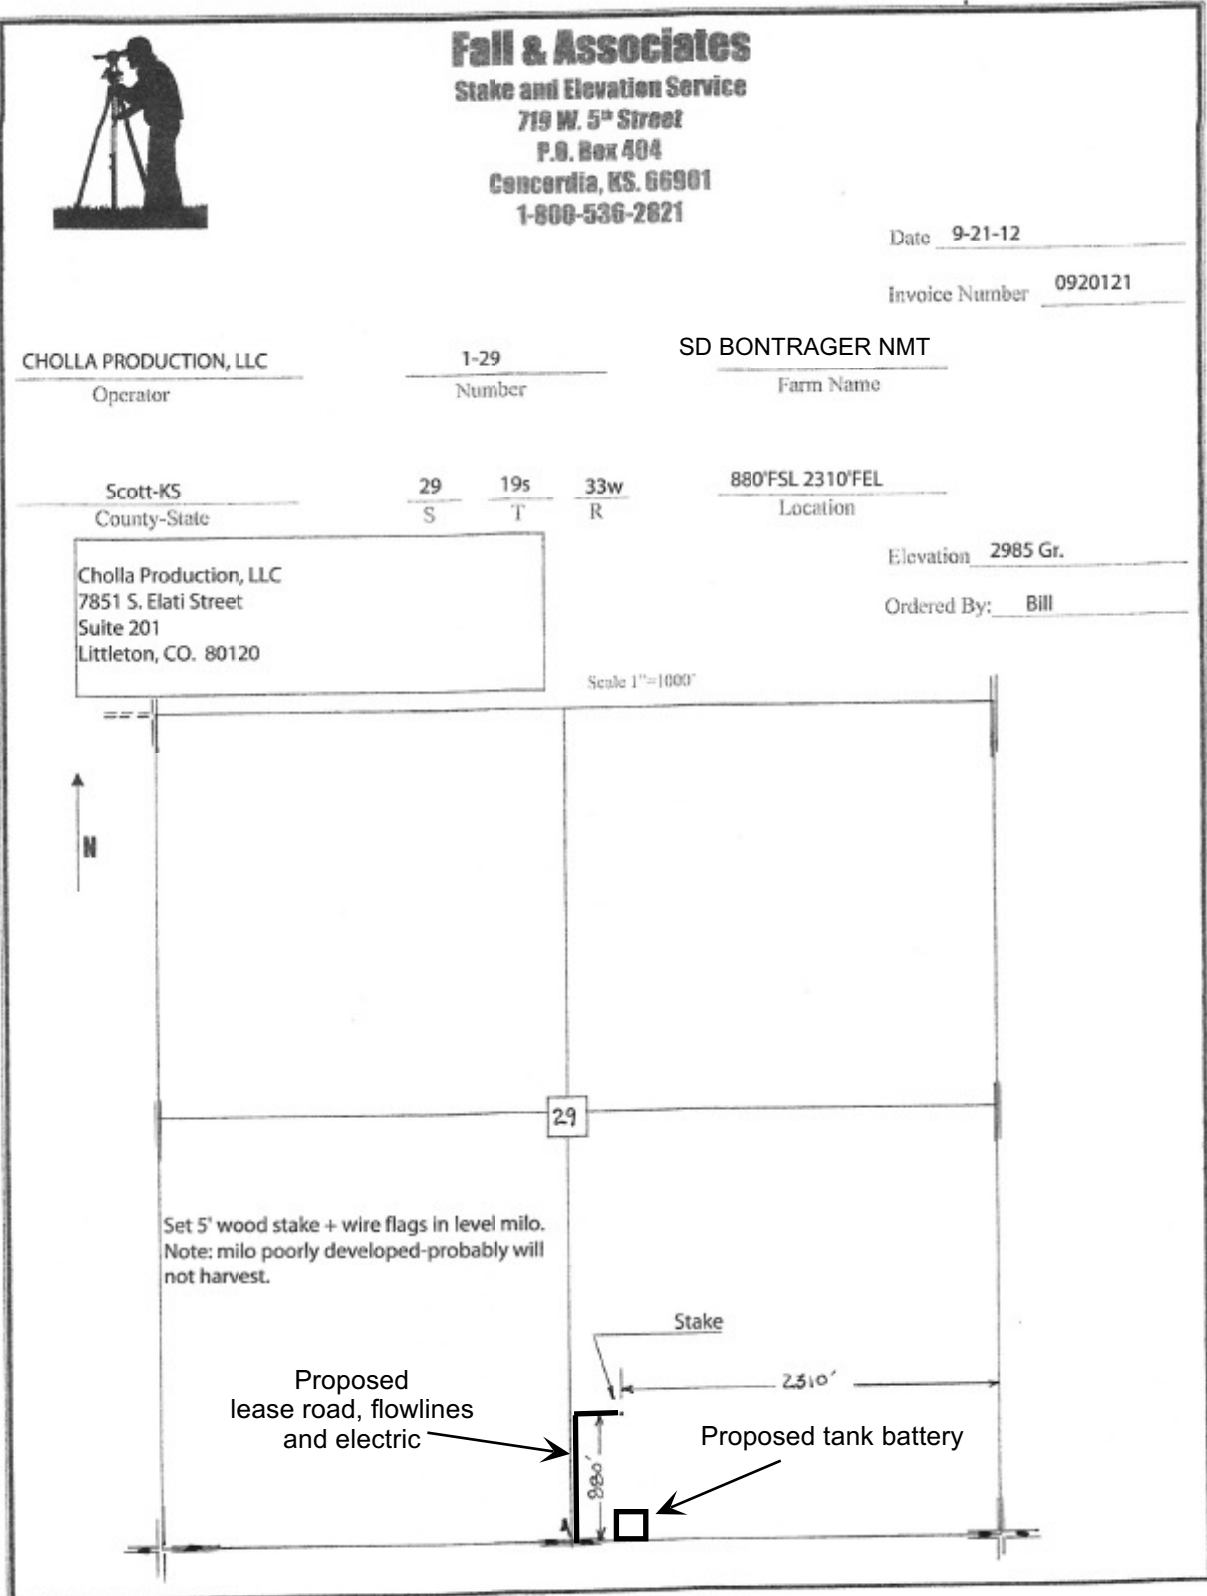 Fall & Associates
Stake and Elevation Service
719 W. 5th Street
P.O. Box 404
Concordia, KS. 66901
1-800-536-2821
Date 9-21-12
Invoice Number 0920121
CHOLLA PRODUCTION, LLC
Operator
1-29
Number
SD BONTRAGER NMT
Farm Name
Scott-KS
County-State
29
S
19s
T
33w
R
880'FSL 2310'FEL
Location
Elevation 2985 Gr.
Ordered By: Bill
Cholla Production, LLC
7851 S. Elati Street
Suite 201
Littleton, CO. 80120
Scale 1"=1000'
N
29
Set 5' wood stake + wire flags in level milo.
Note: milo poorly developed-probably will
not harvest.
Stake
2310'
Proposed
lease road, flowlines
and electric
880'
Proposed tank battery